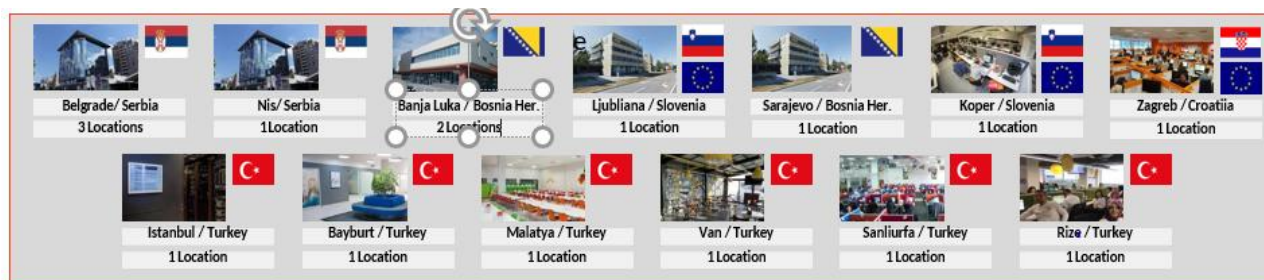 e
Belgrade/ Serbia
3 Locations
Nis/ Serbia
1Location
Banja Luka / Bosnia Her.
2 Locations
Ljubliana / Slovenia
1 Location
Sarajevo / Bosnia Her.
1 Location
Koper / Slovenia
1 Location
Zagreb / Croatiia
1 Location
Istanbul / Turkey
1 Location
Bayburt / Turkey
1 Location
Malatya / Turkey
1 Location
Van / Turkey
1 Location
Sanliurfa / Turkey
1 Location
Rize / Turkey
1 Location